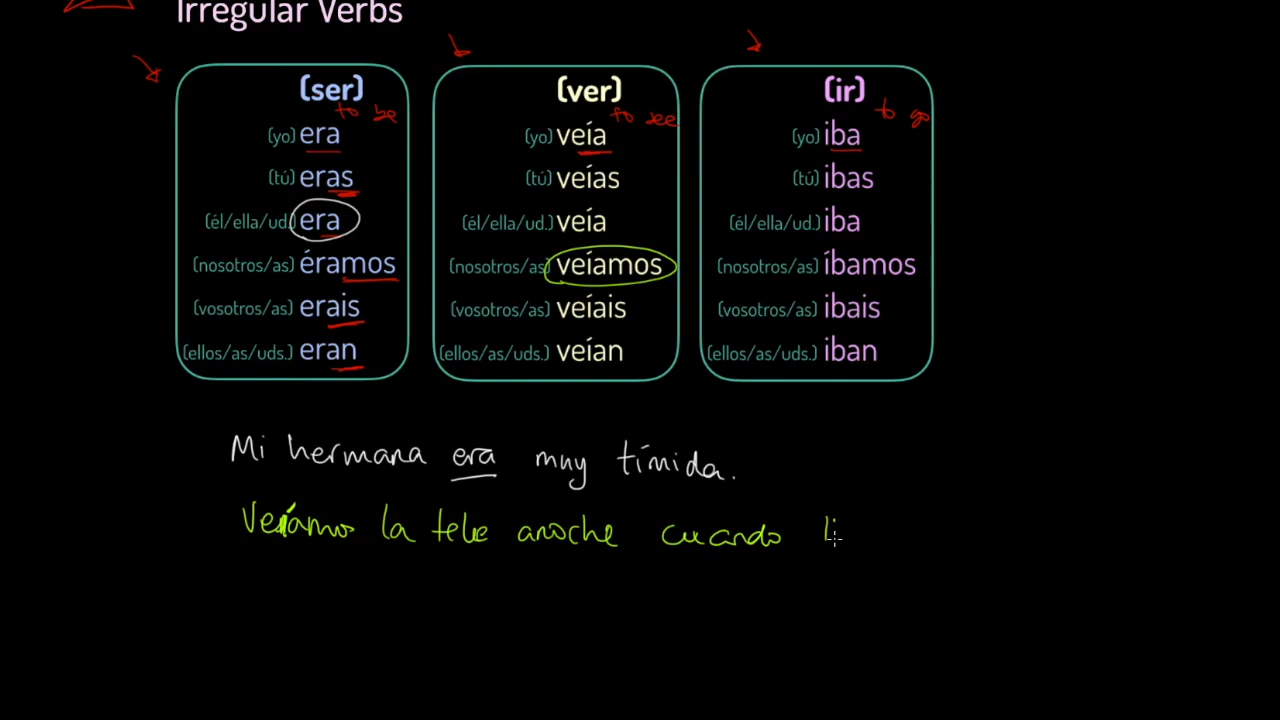 Irregular Verbs
(ser) (ver) (ir)
to be to see to go
(yo) era (yo) veía (yo) iba
(tú) eras (tú) veías (tú) ibas
(él/ella/ud.) era (él/ella/ud.) veía (él/ella/ud.) iba
(nosotros/as) éramos (nosotros/as) veíamos (nosotros/as) íbamos
(vosotros/as) erais (vosotros/as) veíais (vosotros/as) ibais
(ellos/as/uds.) eran (ellos/as/uds.) veían (ellos/as/uds.) iban
Mi hermana era muy tímida.
Veíamos la tele anoche cuando